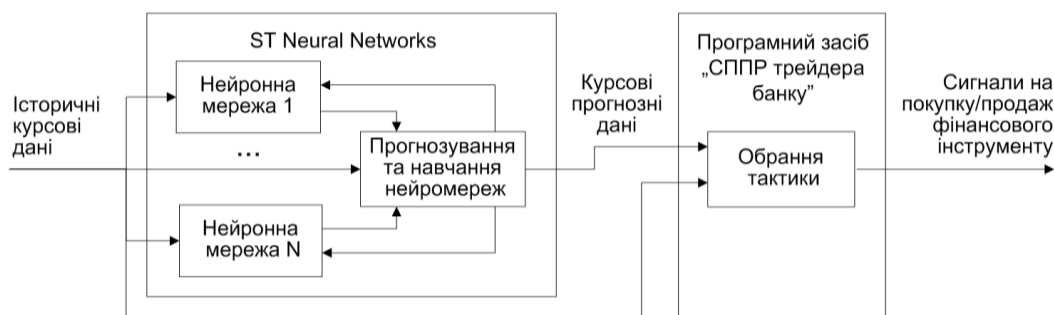 ST Neural Networks
Нейронна
мережа 1
Історичні
курсові
дані
...
Прогнозування
та навчання
нейромереж
Нейронна
мережа N
Курсові
прогнозні
дані
Програмний засіб
„СППР трейдера
банку”
Обрання
тактики
Сигнали на
покупку/продаж
фінансового
інструменту